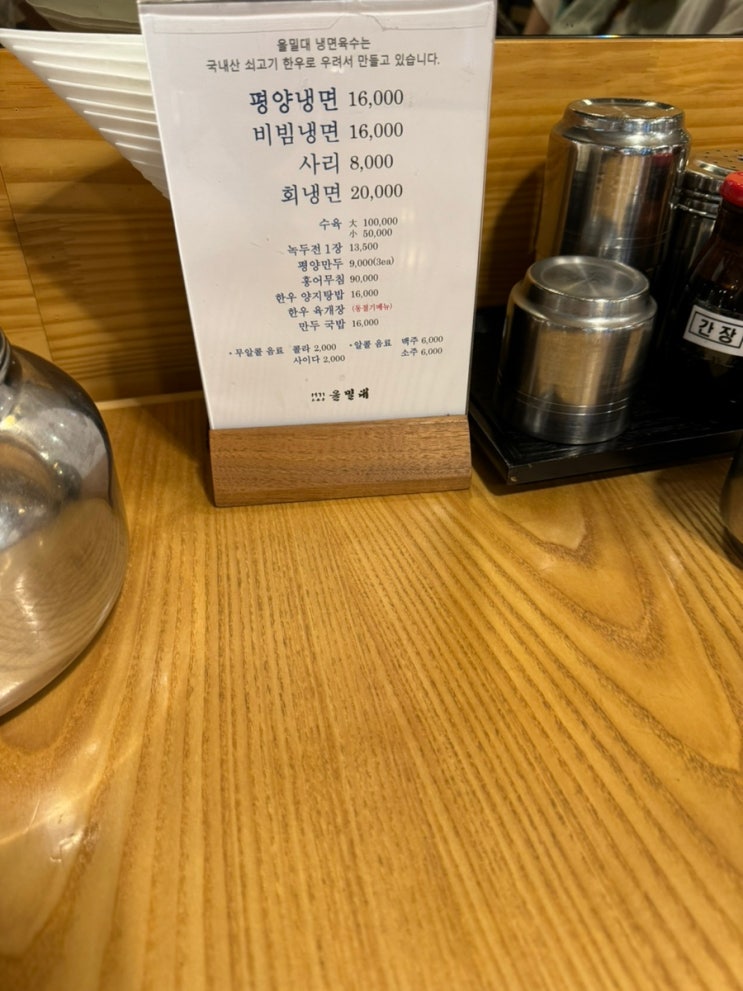 을밀대 냉면육수는
국내산 쇠고기 한우로 우려서 만들고 있습니다.
평양냉면 16,000
비빔냉면 16,000
사리 8,000
회냉면 20,000
수육 大 100,000
小 50,000
녹두전 1장 13,500
평양만두 9,000(3ea)
홍어무침 90,000
한우 양지탕밥 16,000
한우 육개장 (동절기메뉴)
만두 국밥 16,000
• 무알콜 음료 콜라 2,000 • 알콜 음료 맥주 6,000
사이다 2,000 소주 6,000
을밀대
간장